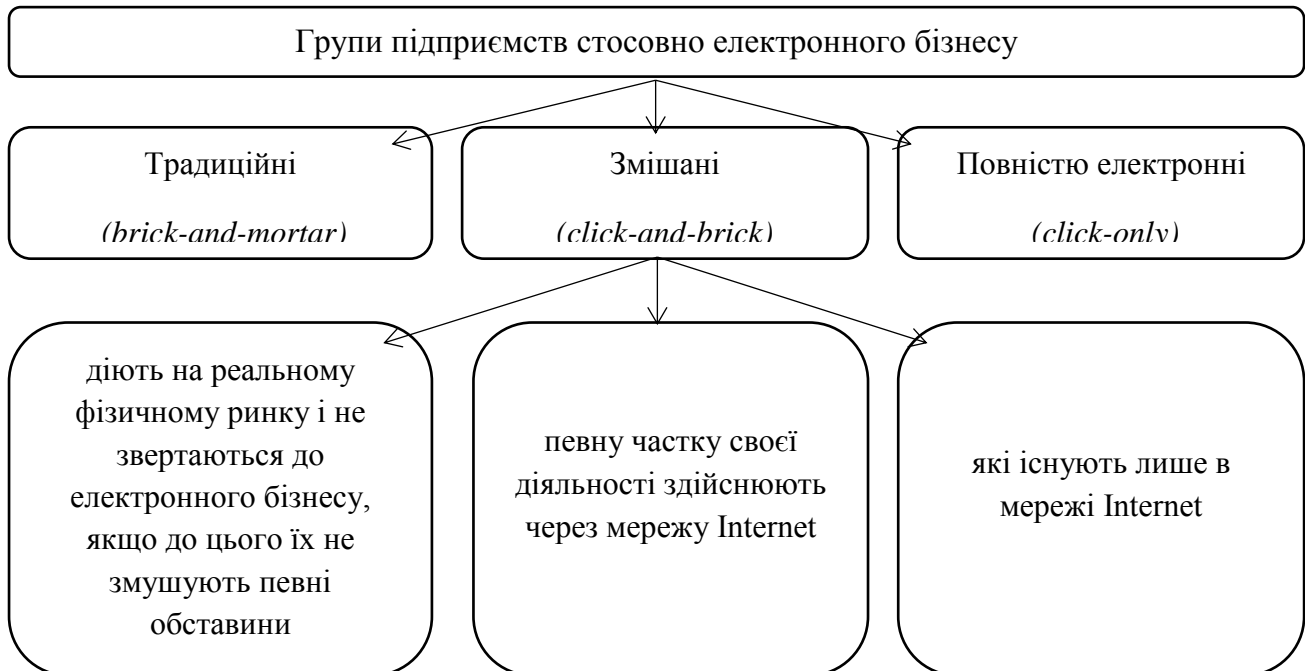 Групи підприємств стосовно електронного бізнесу
Традиційні
(brick-and-mortar)
Змішані
(click-and-brick)
Повністю електронні
(click-only)
діють на реальному
фізичному ринку і не
звертаються до
електронного бізнесу,
якщо до цього їх не
змушують певні
обставини
певну частку своєї
діяльності здійснюють
через мережу Internet
які існують лише в
мережі Internet